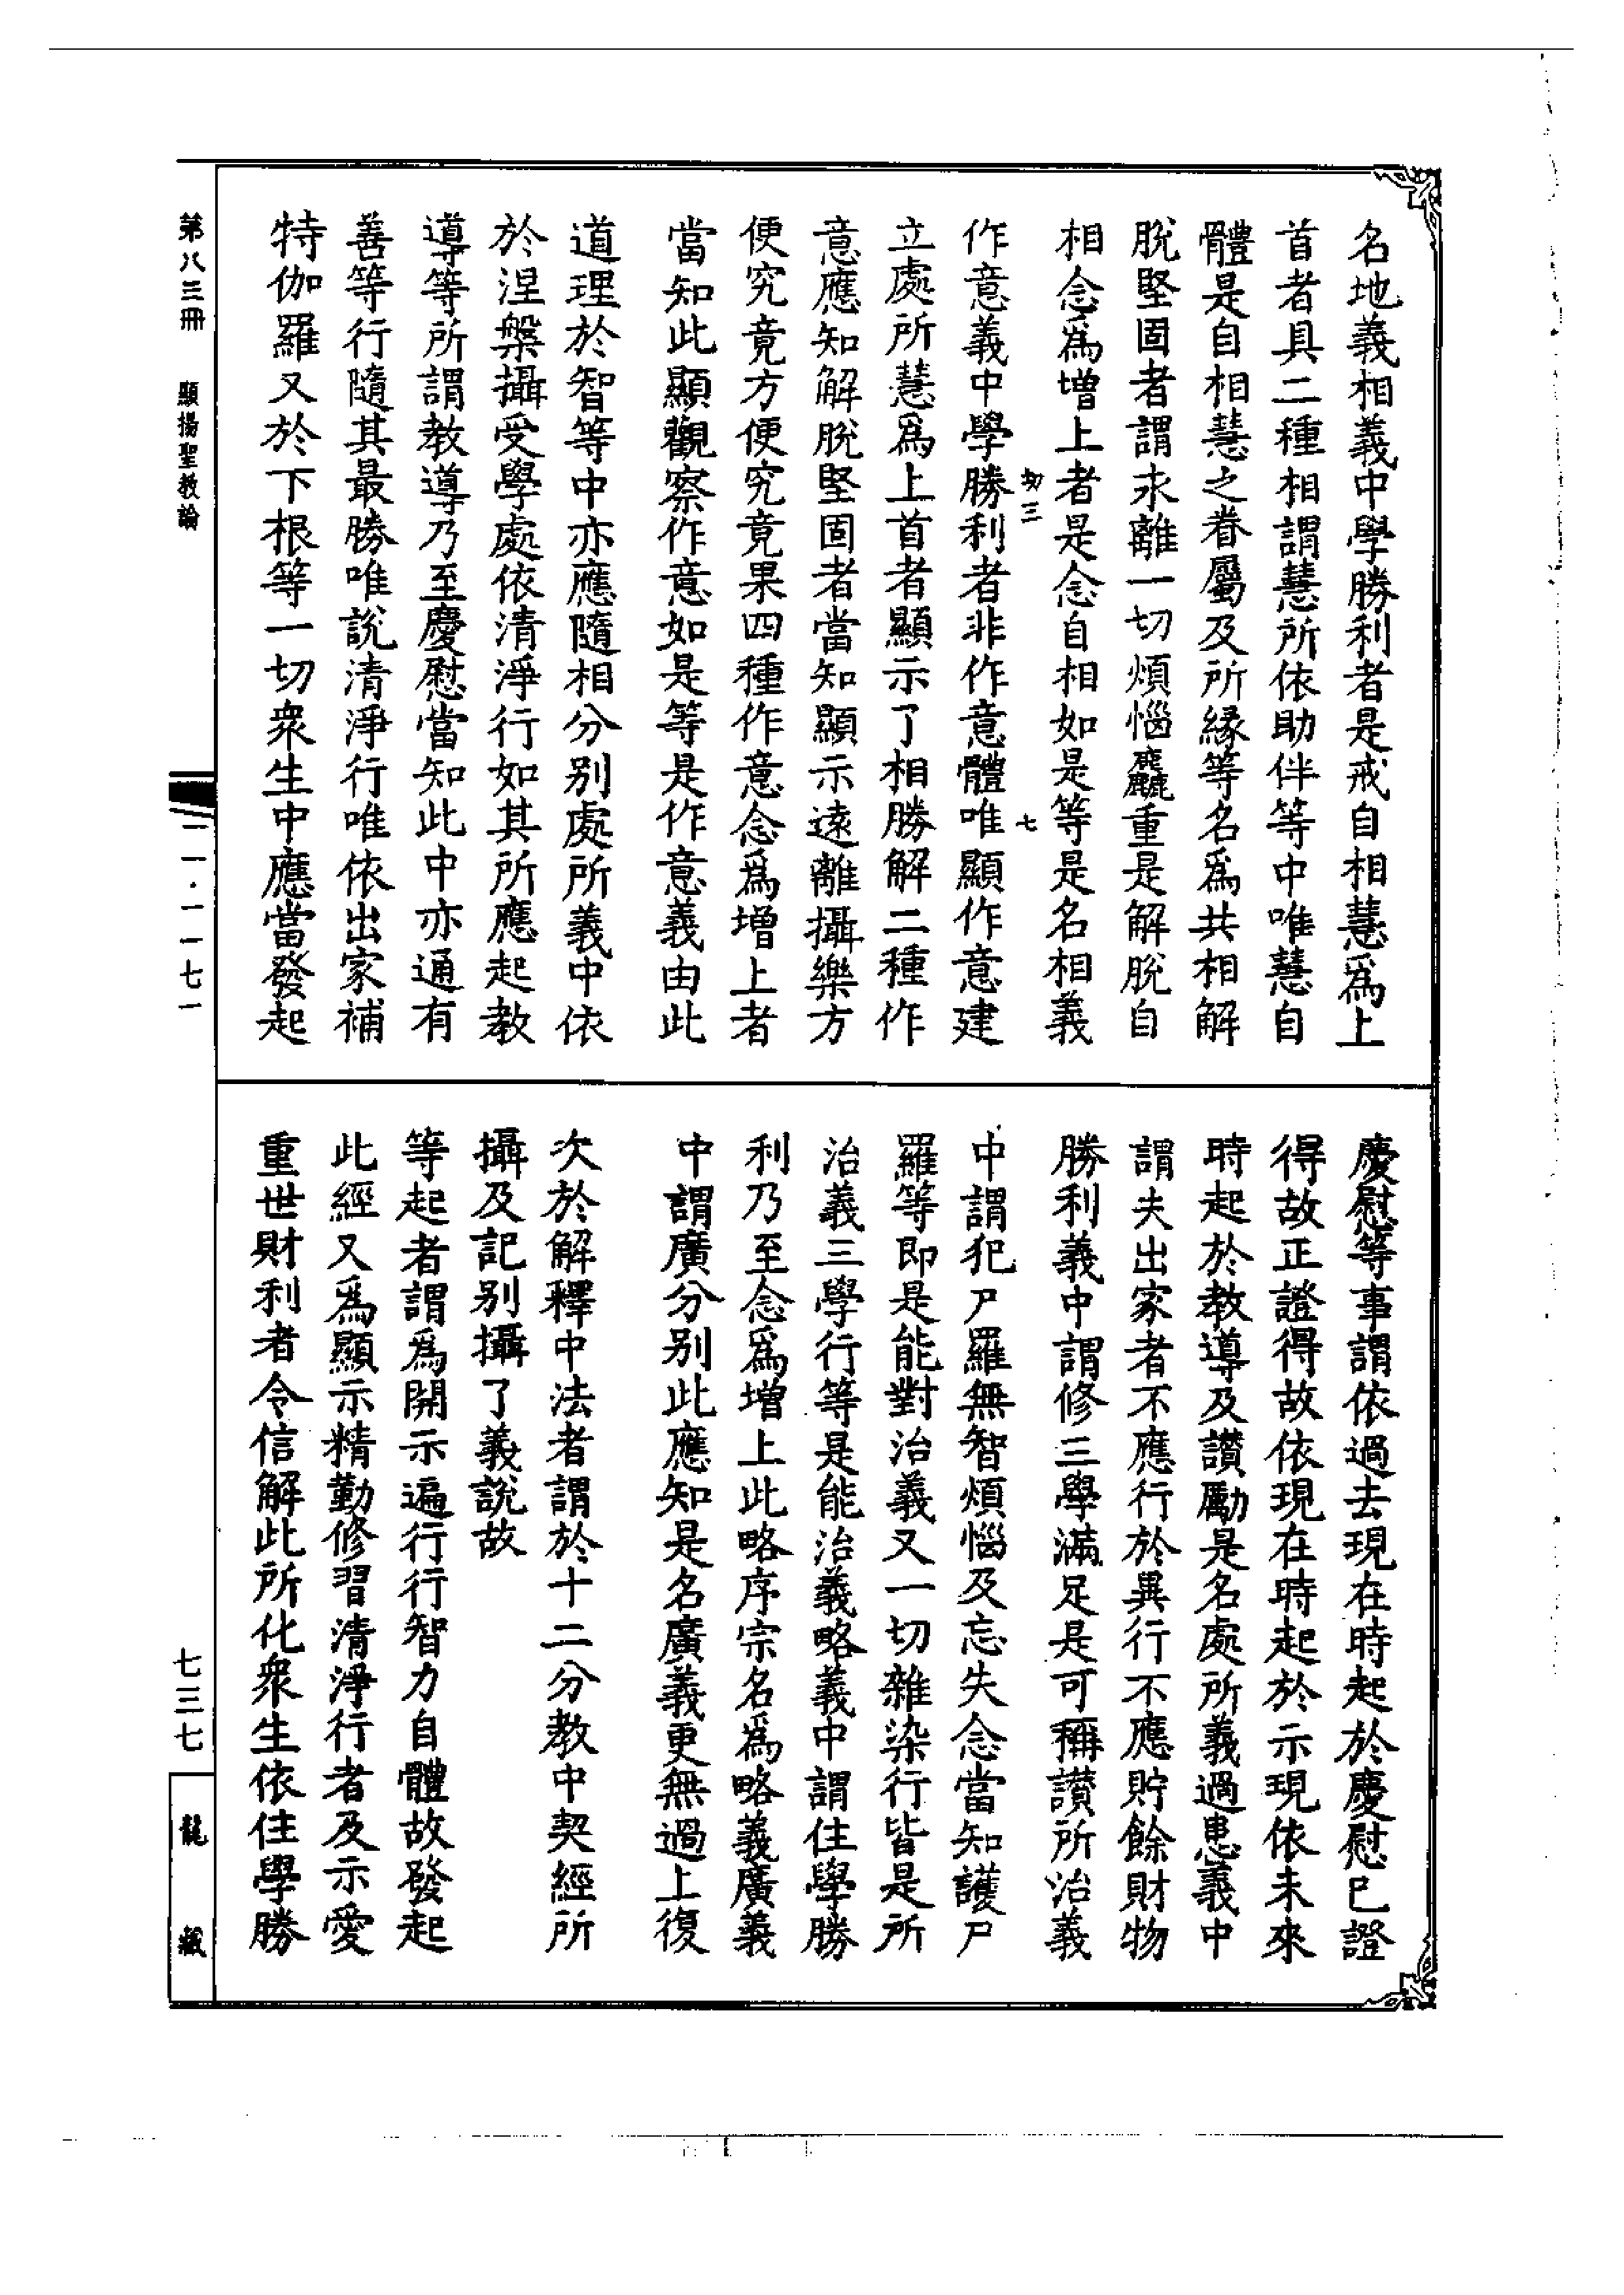 名地義相義中學勝利者是戒自相慧爲上
首者具二種相謂慧所依助伴等中唯慧自
體是自相慧之眷屬及所緣等名爲共相解
脫堅固者謂永離一切煩惱麤重是解脫自
相念爲增上者是念自相如是等是名相義
三 七
作意義中學勝利者非作意體唯顯作意建
立處所慧爲上首者顯示了相勝解二種作
意應知解脫堅固者當知顯示遠離攝樂方
便究竟方便究竟果四種作意念爲增上者
當知此顯觀察作意如是等是作意義由此
道理於智等中亦應隨相分別處所義中依
於涅槃攝受學處依清淨行如其所應起教
導等所謂教導乃至慶慰當知此中亦通有
善等行隨其最勝唯說清淨行唯依出家補
特伽羅又於下根等一切眾生中應當發起
慶慰等事謂依過去現在時起於慶慰已證
得故正證得故依現在時起於示現依未來
時起於教導及讚勵是名處所義過患義中
謂夫出家者不應行於異行不應貯餘財物
勝利義中謂修三學滿足是可稱讚所治義
中謂犯尸羅無智煩惱及忘失念當知護尸
羅等即是能對治義又一切雜染行皆是所
治義三學行等是能治義略義中謂住學勝
利乃至念爲增上此略序宗名爲略義廣義
中謂廣分別此應知是名廣義更無過上復
次於解釋中法者謂於十二分教中契經所
攝及記別攝了義說故
等起者謂爲開示遍行行智力自體故發起
此經又爲顯示精勤修習清淨行者及示愛
重世財利者令信解此所化眾生依住學勝
第八三冊 顯揚聖教論
一一一·一一七一
七三七
龍藏